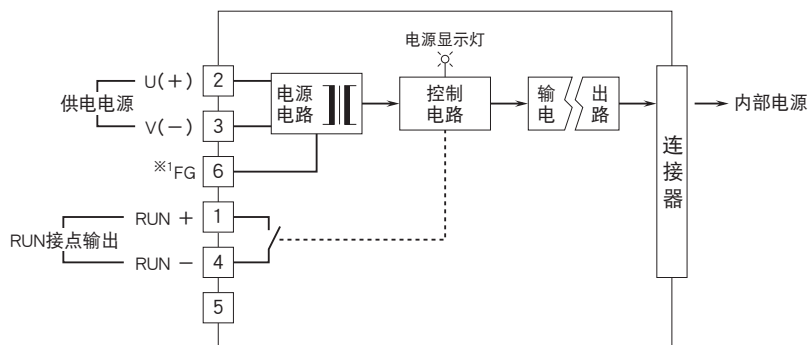 电源显示灯
供电电源
U(+)
2
V(−)
3
※1FG
6
电源
电路
控制
电路
输 出
电 路
连接器
内部电源
RUN接点输出
RUN +
1
RUN −
4
5